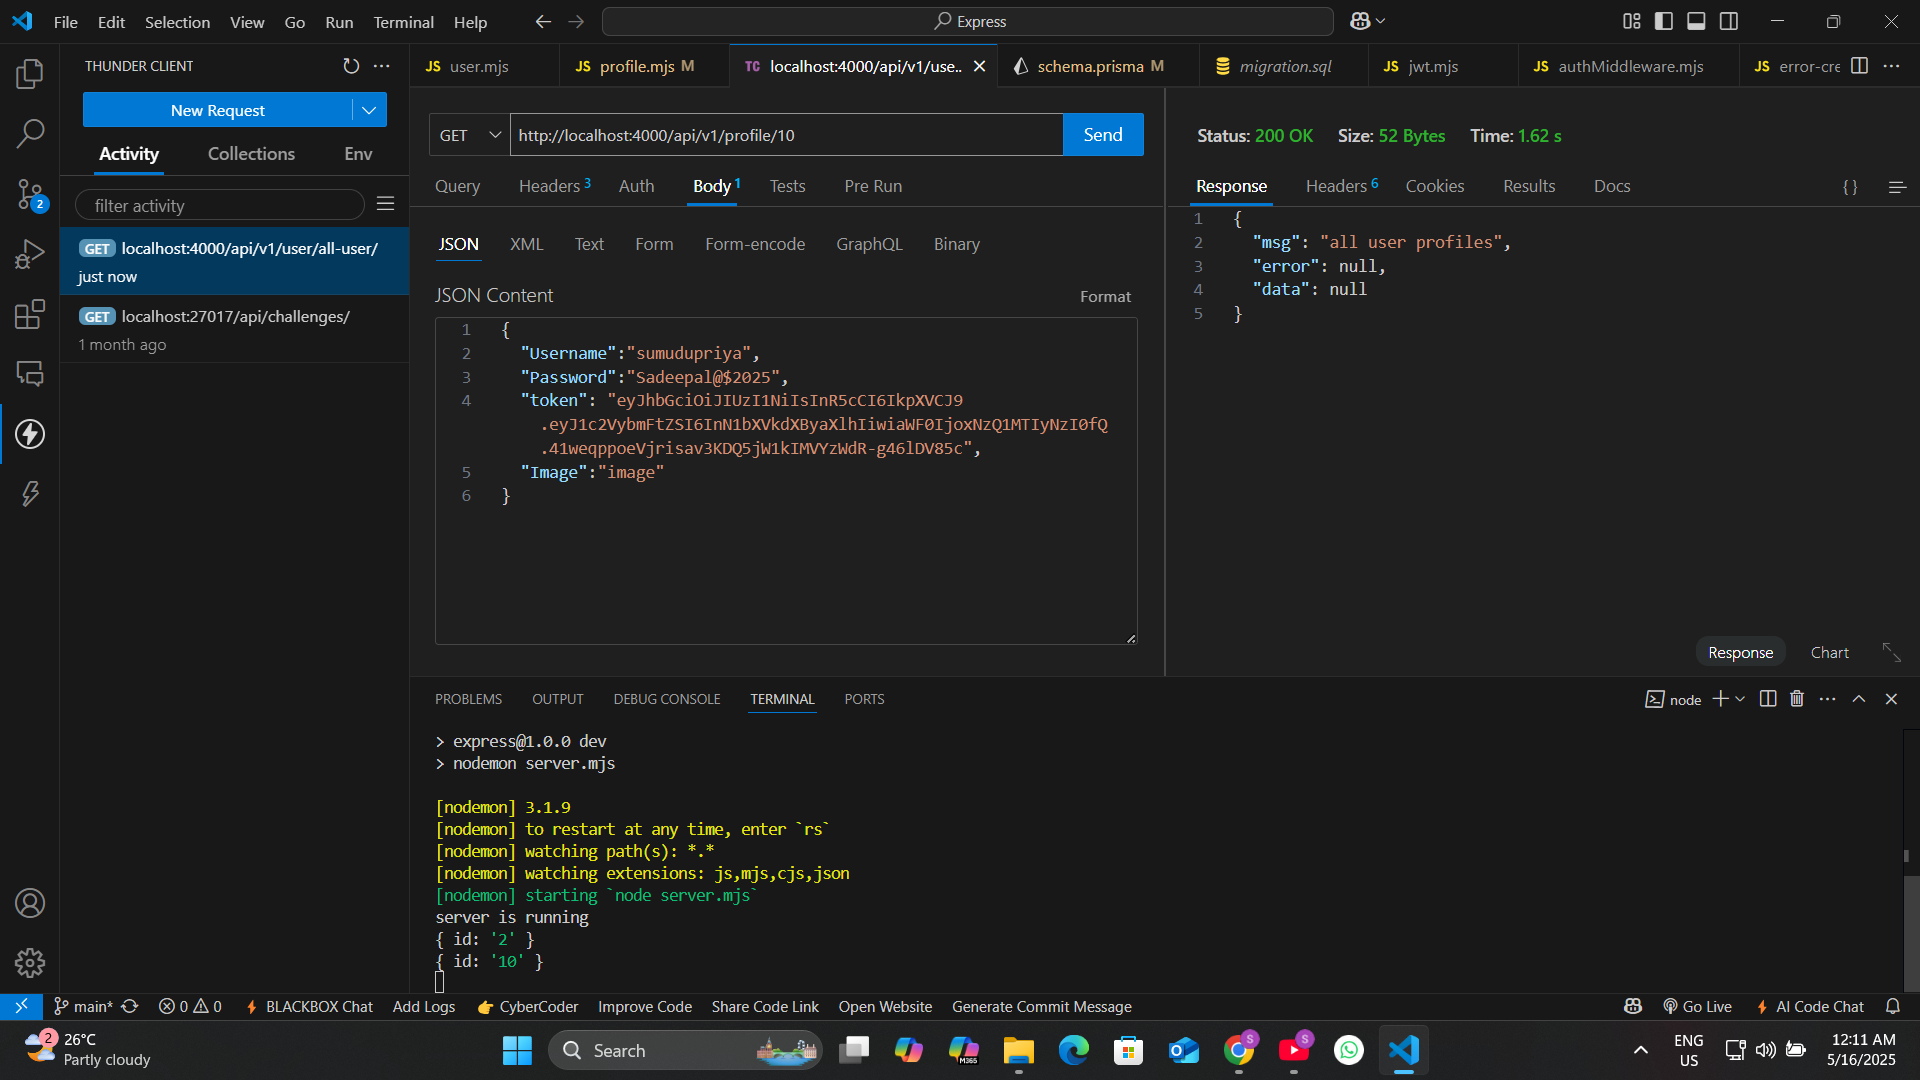 File Edit Selection View Go Run Terminal Help
Express
THUNDER CLIENT
New Request
Activity Collections Env
filter activity
GET localhost:4000/api/v1/user/all-user/
just now
GET localhost:27017/api/challenges/
1 month ago
JS user.mjs
JS profile.mjs M
TC localhost:4000/api/v1/use..
schema.prisma M
migration.sql
JS jwt.mjs
JS authMiddleware.mjs
JS error-cre
GET http://localhost:4000/api/v1/profile/10 Send
Query Headers 3 Auth Body 1 Tests Pre Run
JSON XML Text Form Form-encode GraphQL Binary
JSON Content
Format
1 {
2 "Username":"sumudupriya",
3 "Password":"Sadeepal@$2025",
4 "token": "eyJhbGciOiJIUzI1NiIsInR5cCI6IkpXVCJ9
.eyJ1c2VybmFtZSI6InN1bXVkdXByaXlhIiwiaWF0IjoxNzQ1MTIyNzI0fQ
.41weqppoeVjrisav3KDQ5jW1kIMVYzWdR-g46lDV85c",
5 "Image":"image"
6 }
Status: 200 OK Size: 52 Bytes Time: 1.62 s
Response Headers 6 Cookies Results Docs
{ }
1 {
2 "msg": "all user profiles",
3 "error": null,
4 "data": null
5 }
Response Chart
PROBLEMS OUTPUT DEBUG CONSOLE TERMINAL PORTS
node
> express@1.0.0 dev
> nodemon server.mjs
[nodemon] 3.1.9
[nodemon] to restart at any time, enter `rs`
[nodemon] watching path(s): *.*
[nodemon] watching extensions: js,mjs,cjs,json
[nodemon] starting `node server.mjs`
server is running
{ id: '2' }
{ id: '10' }
2
main* 0 0 BLACKBOX Chat Add Logs CyberCoder Improve Code Share Code Link Open Website Generate Commit Message
Go Live AI Code Chat
2
26°C
Partly cloudy
Search
M365
S
S
ENG
US
12:11 AM
5/16/2025